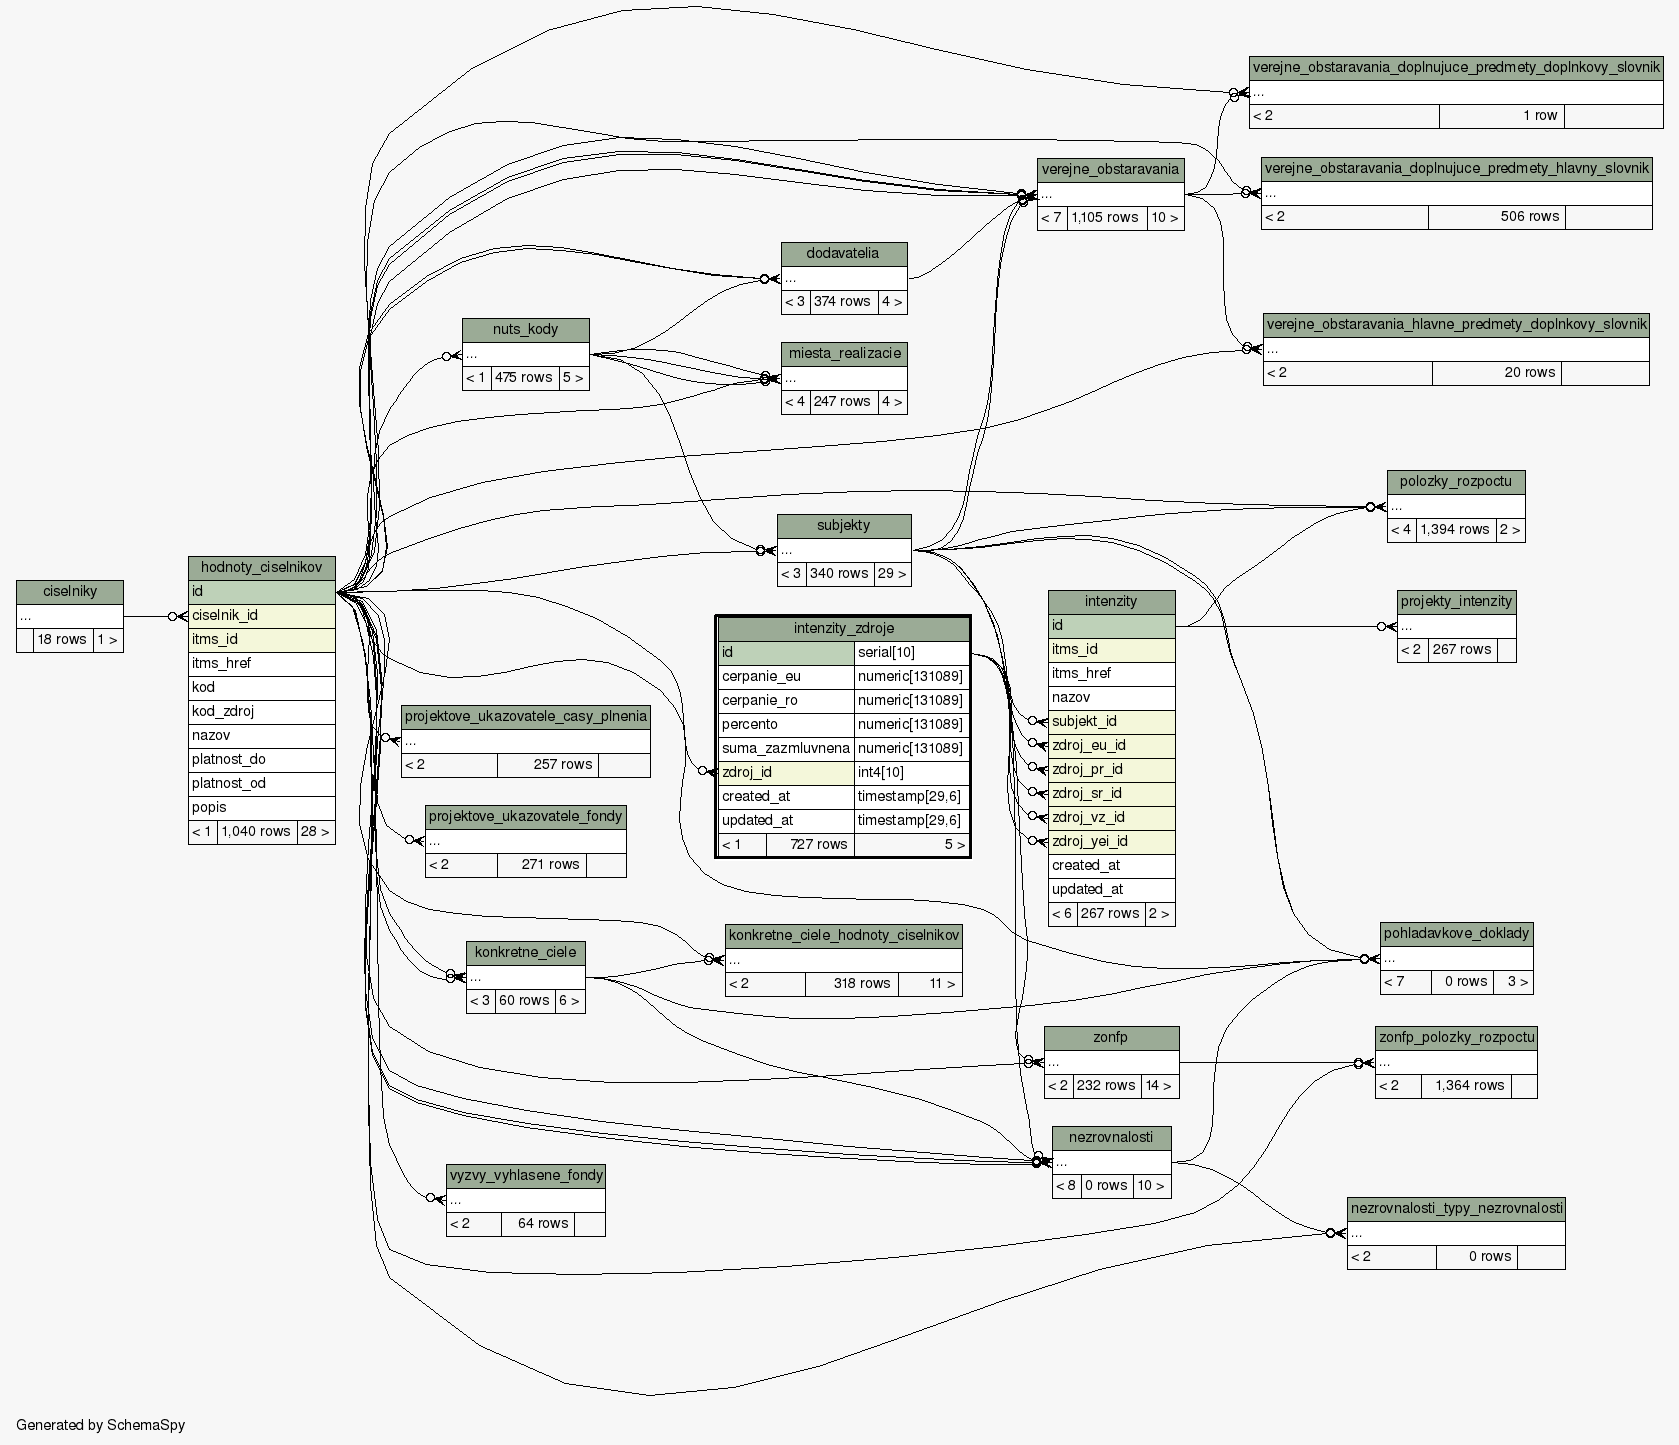 verejne_obstaravania_doplnujuce_predmety_doplnkovy_slovnik
...
< 2 1 row
verejne_obstaravania
...
< 7 1,105 rows 10 >
verejne_obstaravania_doplnujuce_predmety_hlavny_slovnik
...
< 2 506 rows
dodavatelia
...
< 3 374 rows 4 >
nuts_kody
...
< 1 475 rows 5 >
miesta_realizacie
...
< 4 247 rows 4 >
verejne_obstaravania_hlavne_predmety_doplnkovy_slovnik
...
< 2 20 rows
polozky_rozpoctu
...
< 4 1,394 rows 2 >
subjekty
...
< 3 340 rows 29 >
ciselniky
...
18 rows 1 >
hodnoty_ciselnikov
id
ciselnik_id
itms_id
itms_href
kod
kod_zdroj
nazov
platnost_do
platnost_od
popis
< 1 1,040 rows 28 >
intenzity_zdroje
id serial[10]
cerpanie_eu numeric[131089]
cerpanie_ro numeric[131089]
percento numeric[131089]
suma_zazmluvnena numeric[131089]
zdroj_id int4[10]
created_at timestamp[29,6]
updated_at timestamp[29,6]
< 1 727 rows 5 >
intenzity
id
itms_id
itms_href
nazov
subjekt_id
zdroj_eu_id
zdroj_pr_id
zdroj_sr_id
zdroj_vz_id
zdroj_yei_id
created_at
updated_at
< 6 267 rows 2 >
projekty_intenzity
...
< 2 267 rows
projektove_ukazovatele_casy_plnenia
...
< 2 257 rows
projektove_ukazovatele_fondy
...
< 2 271 rows
konkretne_ciele
...
< 3 60 rows 6 >
konkretne_ciele_hodnoty_ciselnikov
...
< 2 318 rows 11 >
pohladavkove_doklady
...
< 7 0 rows 3 >
zonfp
...
< 2 232 rows 14 >
zonfp_polozky_rozpoctu
...
< 2 1,364 rows
nezrovnalosti
...
< 8 0 rows 10 >
vyzvy_vyhlasene_fondy
...
< 2 64 rows
nezrovnalosti_typy_nezrovnalosti
...
< 2 0 rows
Generated by SchemaSpy